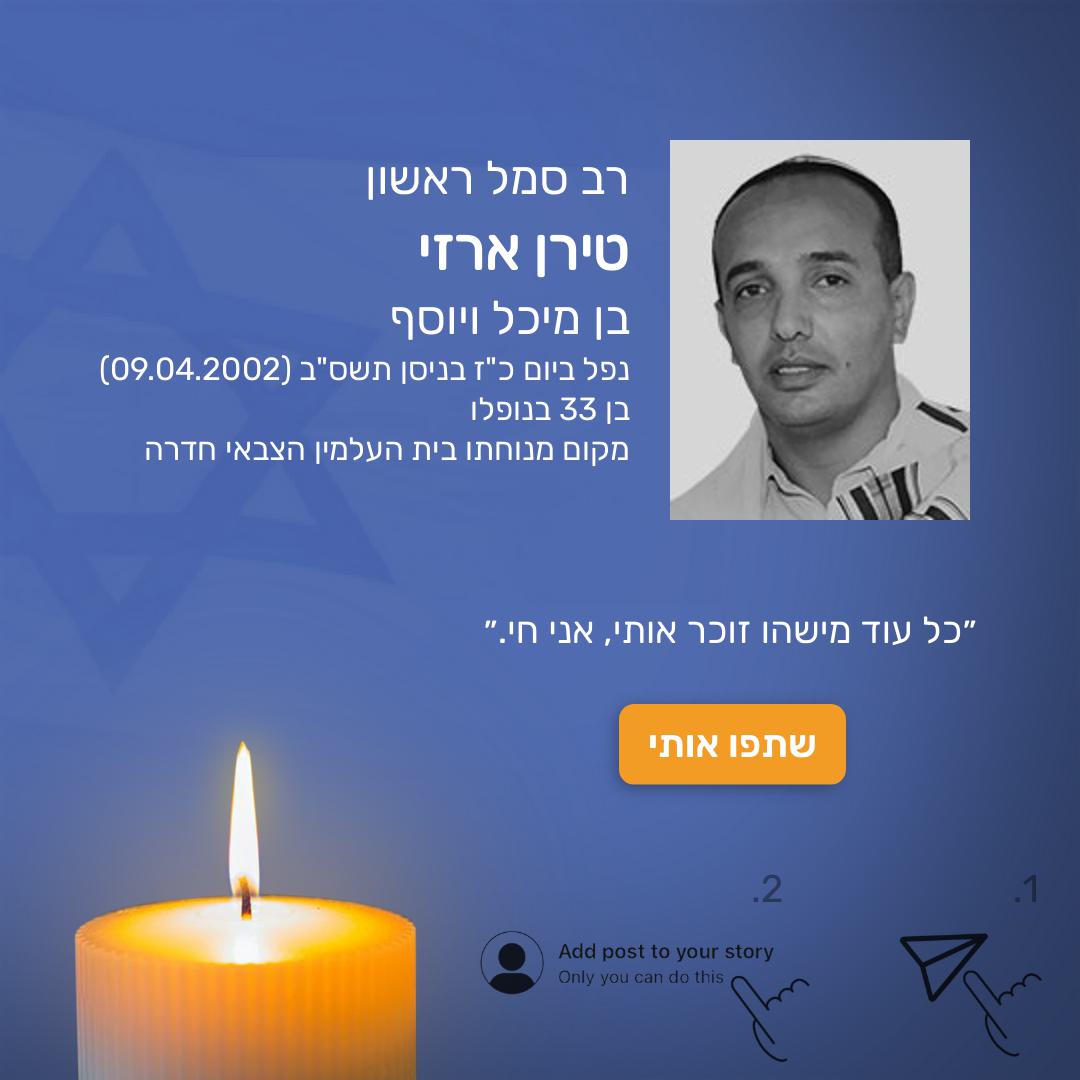 רב סמל ראשון
טירן ארזי
בן מיכל ויוסף
נפל ביום כ"ז בניסן תשס"ב (09.04.2002)
בן 33 בנופלו
מקום מנוחתו בית העלמין הצבאי חדרה
״כל עוד מישהו זוכר אותי, אני חי.״
שתפו אותי
1.
2.
Add post to your story
Only you can do this